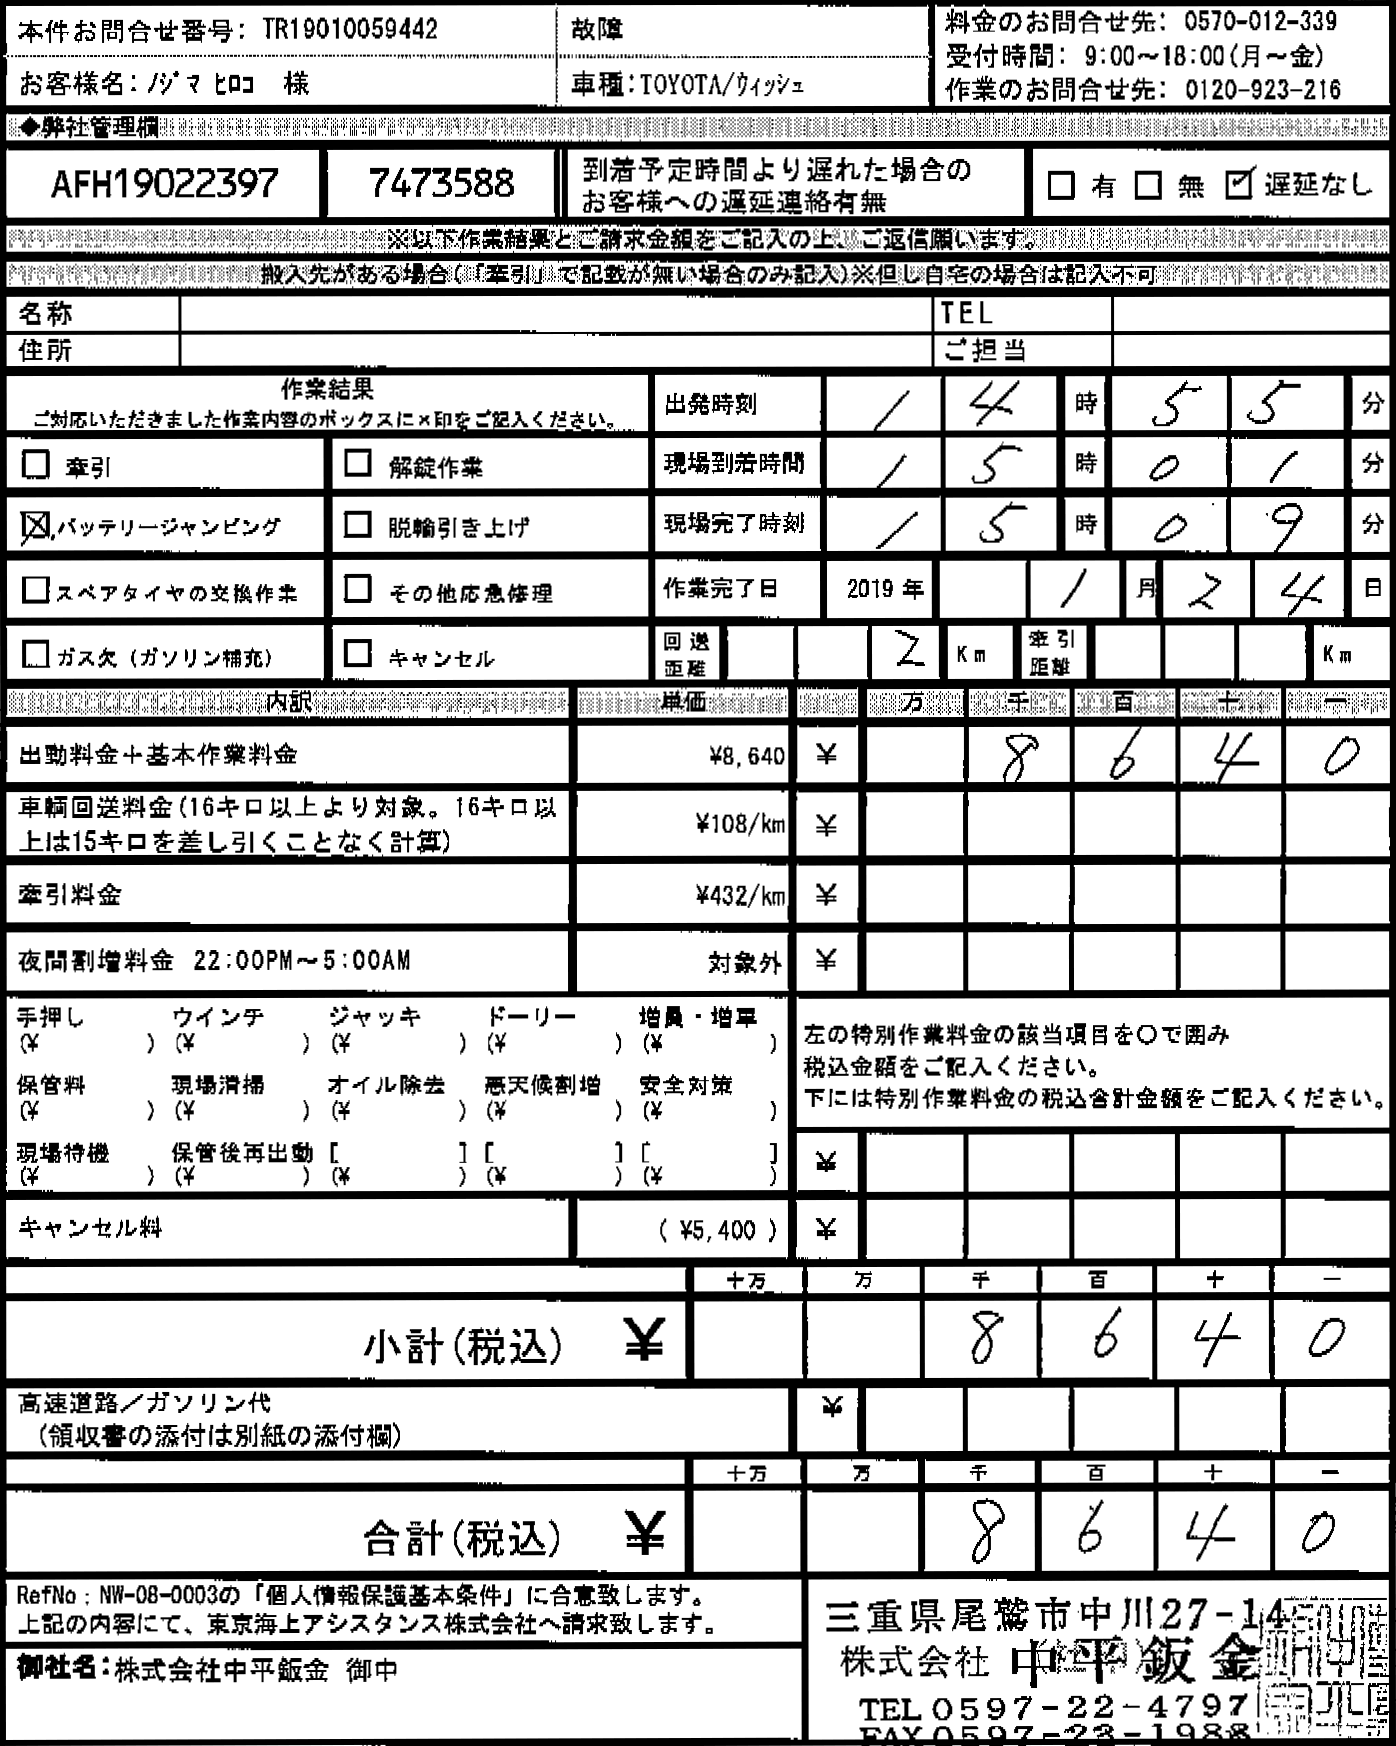 本件お問合せ番号: TR19010059442
故障
料金のお問合せ先: 0570-012-339
受付時間: 9:00～18:00(月～金)
作業のお問合せ先: 0120-923-216
お客様名:ﾉｼﾞﾏ ﾋﾛｺ 様
車種:TOYOTA/ｳｨｯｼｭ
◆弊社管理欄
AFH19022397
7473588
到着予定時間より遅れた場合の
お客様への遅延連絡有無
□ 有 □ 無 ☑ 遅延なし
※以下作業結果とご請求金額をご記入の上、ご返信願います。
搬入先がある場合(「牽引」で記載が無い場合のみ記入)※但し自宅の場合は記入不可
名称
TEL
住所
ご担当
作業結果
ご対応いただきました作業内容のボックスに×印をご記入ください。
出発時刻 1 4 時 5 5 分
□ 牽引 □ 解錠作業
現場到着時間 1 5 時 0 1 分
☒ バッテリージャンピング □ 脱輪引き上げ
現場完了時刻 1 5 時 0 9 分
□ スペアタイヤの交換作業 □ その他応急修理
作業完了日 2019 年 1 月 2 4 日
□ ガス欠 (ガソリン補充) □ キャンセル
回送距離 2 Km 牽引距離 Km
内訳 単価 万 千 百 十 一
出動料金＋基本作業料金 ¥8,640 ¥ 8 6 4 0
車輌回送料金(16キロ以上より対象。16キロ以
上は15キロを差し引くことなく計算) ¥108/km ¥
牽引料金 ¥432/km ¥
夜間割増料金 22:00PM～5:00AM 対象外 ¥
手押し ウインチ ジャッキ ドーリー 増員・増車
(¥ ) (¥ ) (¥ ) (¥ ) (¥ )
保管料 現場清掃 オイル除去 悪天候割増 安全対策
(¥ ) (¥ ) (¥ ) (¥ ) (¥ )
現場待機 保管後再出動 [ ] [ ] [ ]
(¥ ) (¥ ) (¥ ) (¥ ) (¥ )
左の特別作業料金の該当項目を〇で囲み
税込金額をご記入ください。
下には特別作業料金の税込合計金額をご記入ください。
¥
キャンセル料 ( ¥5,400 ) ¥
十万 万 千 百 十 一
小計(税込) ¥ 8 6 4 0
高速道路／ガソリン代
(領収書の添付は別紙の添付欄) ¥
十万 万 千 百 十 一
合計(税込) ¥ 8 6 4 0
RefNo : NW-08-0003の「個人情報保護基本条件」に合意致します。
上記の内容にて、東京海上アシスタンス株式会社へ請求致します。
御社名:株式会社中平鈑金 御中
三重県尾鷲市中川27-14
株式会社 中平鈑金
TEL 0597-22-4797
FAX 0597-23-1988